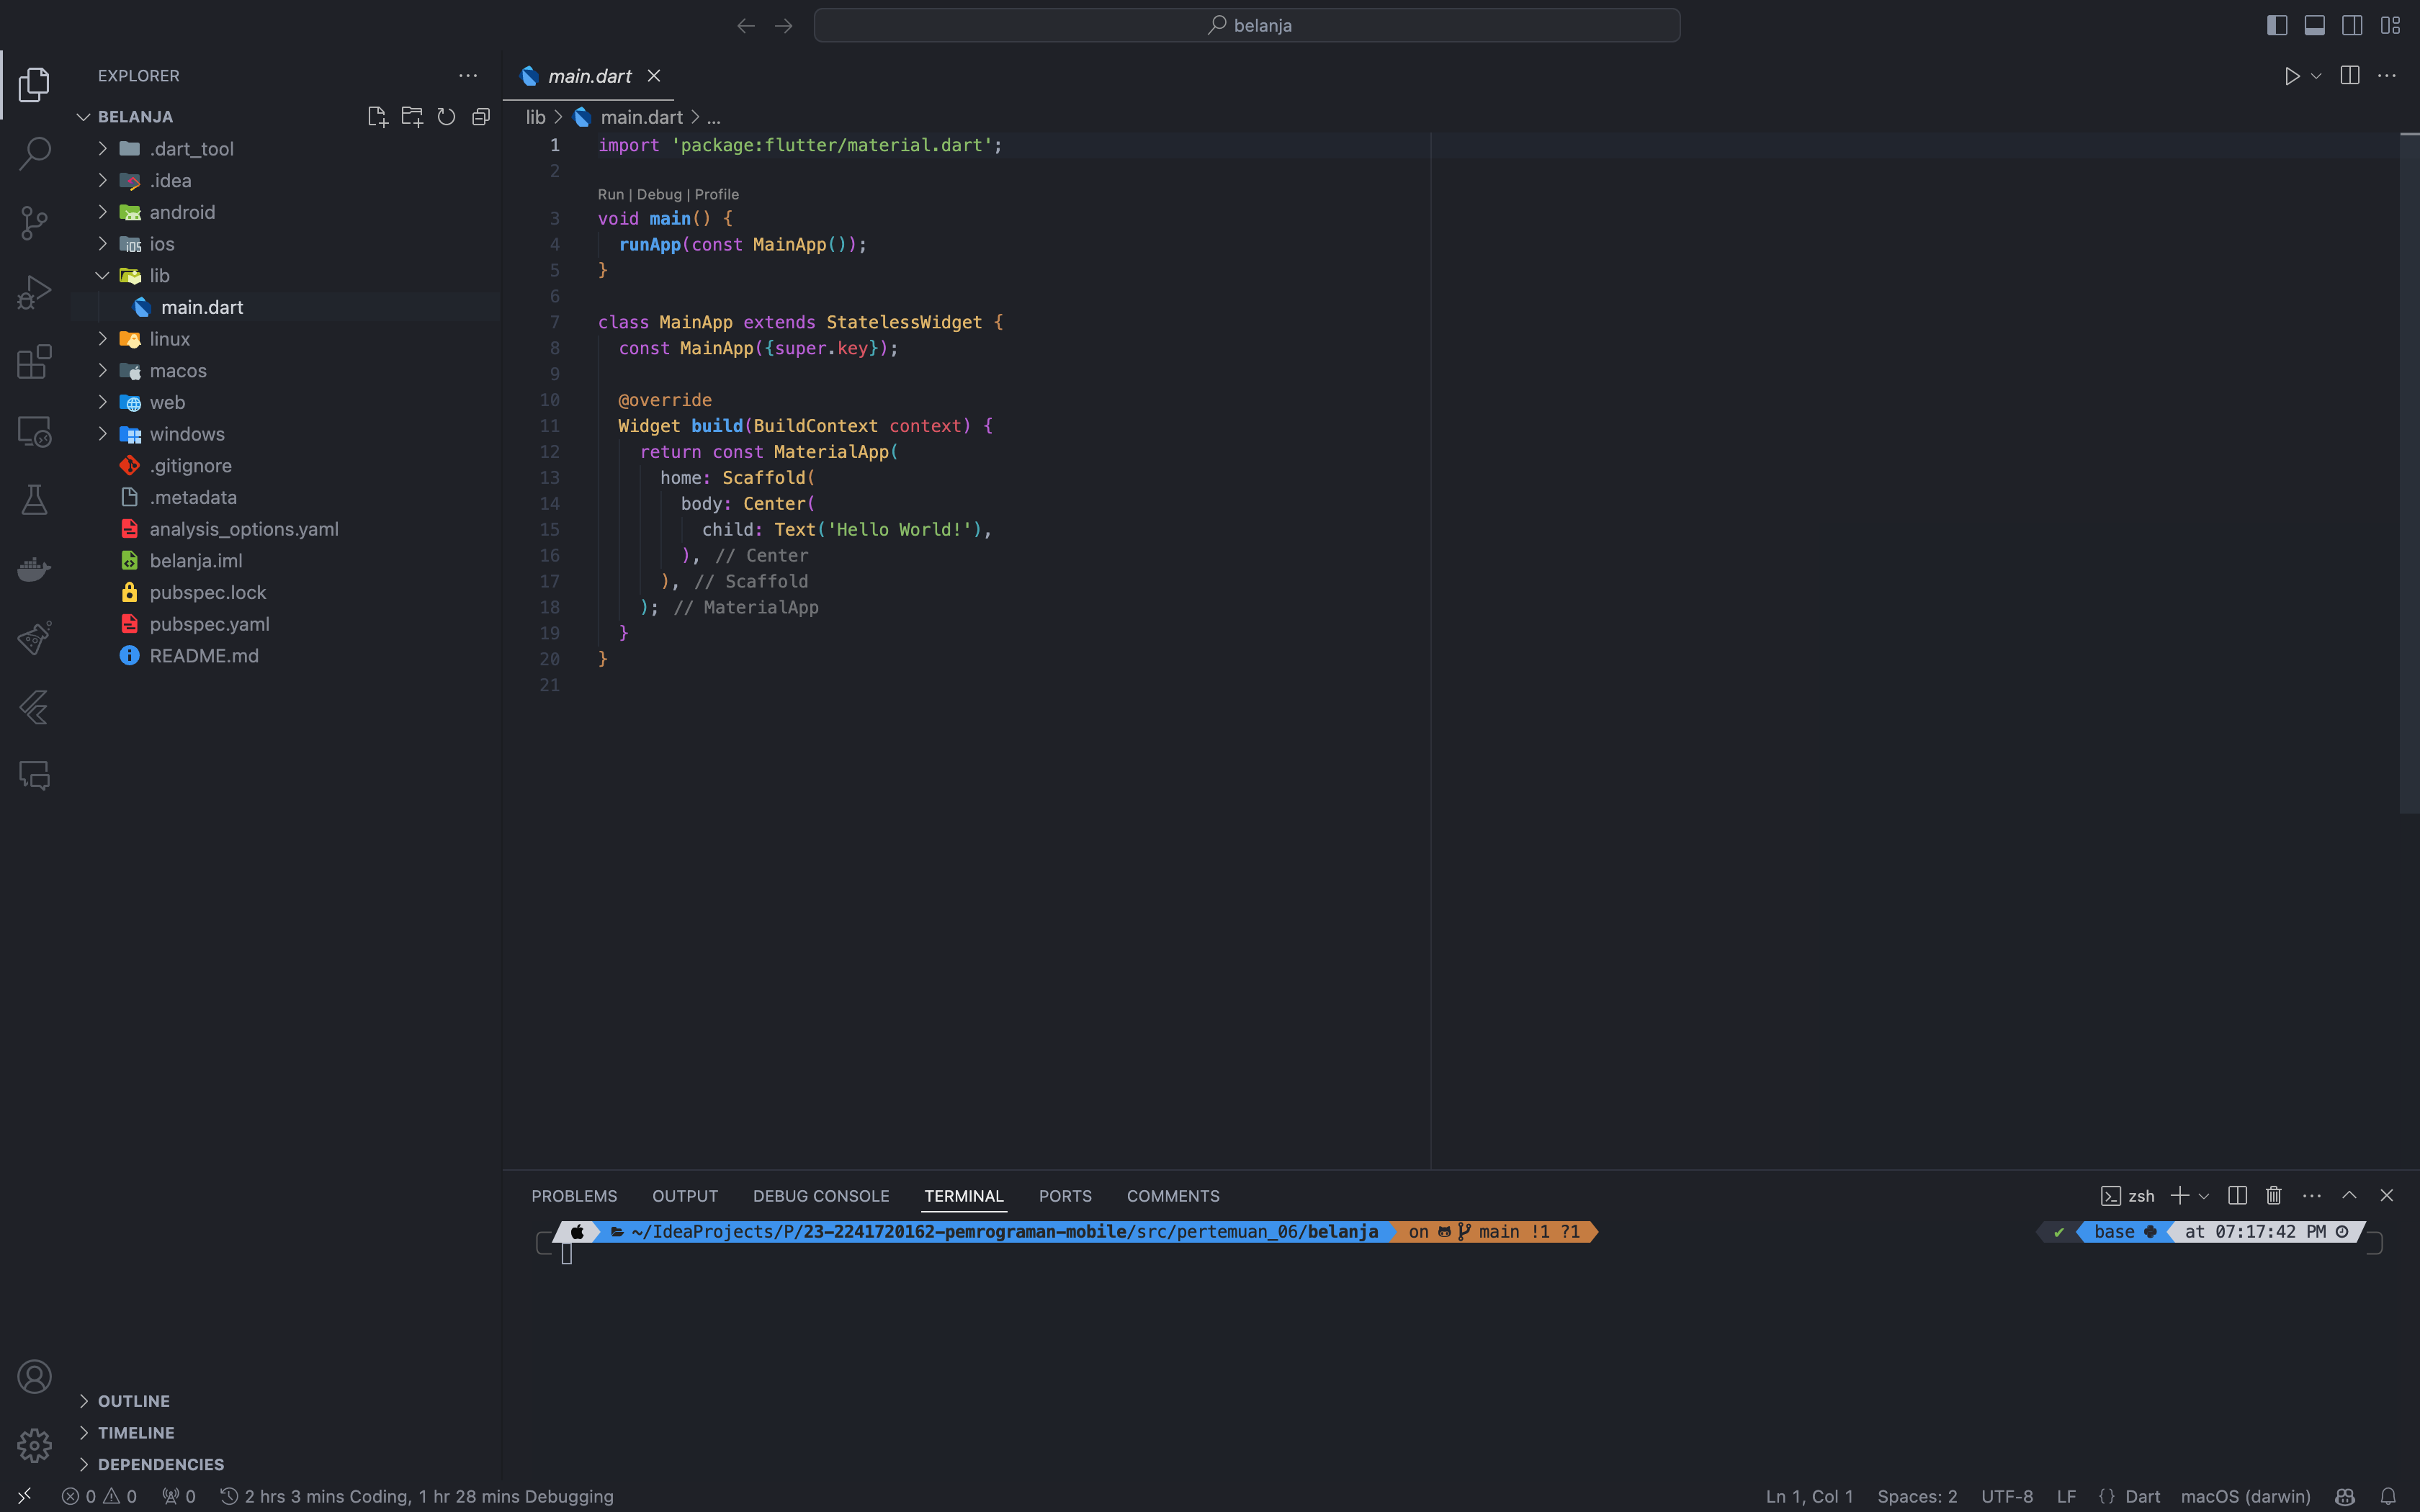 belanja
EXPLORER
BELANJA
.dart_tool
.idea
android
ios
lib
main.dart
linux
macos
web
windows
.gitignore
.metadata
analysis_options.yaml
belanja.iml
pubspec.lock
pubspec.yaml
README.md
OUTLINE
TIMELINE
DEPENDENCIES
main.dart
lib > main.dart > ...
1 import 'package:flutter/material.dart';
2
Run | Debug | Profile
3 void main() {
4 runApp(const MainApp());
5 }
6
7 class MainApp extends StatelessWidget {
8 const MainApp({super.key});
9
10 @override
11 Widget build(BuildContext context) {
12 return const MaterialApp(
13 home: Scaffold(
14 body: Center(
15 child: Text('Hello World!'),
16 ), // Center
17 ), // Scaffold
18 ); // MaterialApp
19 }
20 }
21
PROBLEMS OUTPUT DEBUG CONSOLE TERMINAL PORTS COMMENTS zsh
~/IdeaProjects/P/23-2241720162-pemrograman-mobile/src/pertemuan_06/belanja on main !1 ?1 ✔ base at 07:17:42 PM
0 0 0 2 hrs 3 mins Coding, 1 hr 28 mins Debugging Ln 1, Col 1 Spaces: 2 UTF-8 LF {} Dart macOS (darwin)